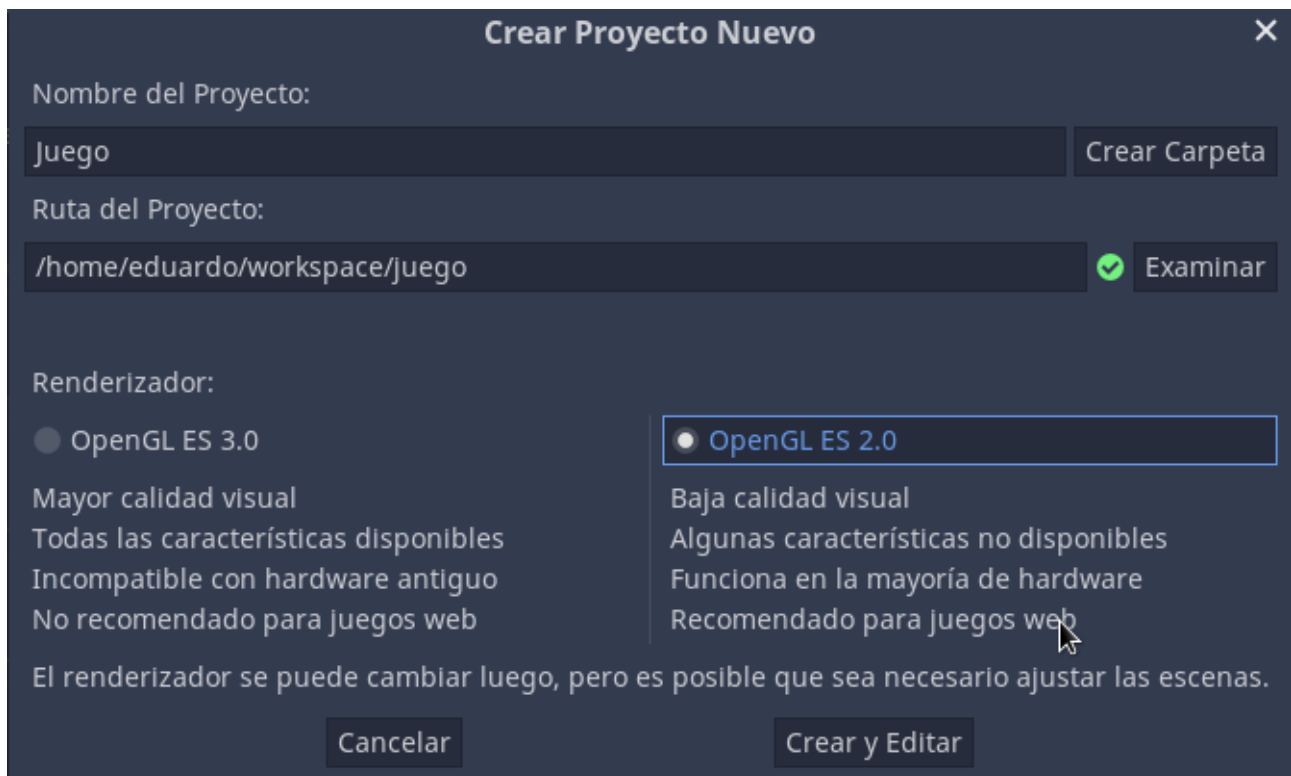 Crear Proyecto Nuevo
Nombre del Proyecto:
Juego
Crear Carpeta
Ruta del Proyecto:
/home/eduardo/workspace/juego
Examinar
Renderizador:
OpenGL ES 3.0
Mayor calidad visual
Todas las características disponibles
Incompatible con hardware antiguo
No recomendado para juegos web
OpenGL ES 2.0
Baja calidad visual
Algunas características no disponibles
Funciona en la mayoría de hardware
Recomendado para juegos web
El renderizador se puede cambiar luego, pero es posible que sea necesario ajustar las escenas.
Cancelar
Crear y Editar